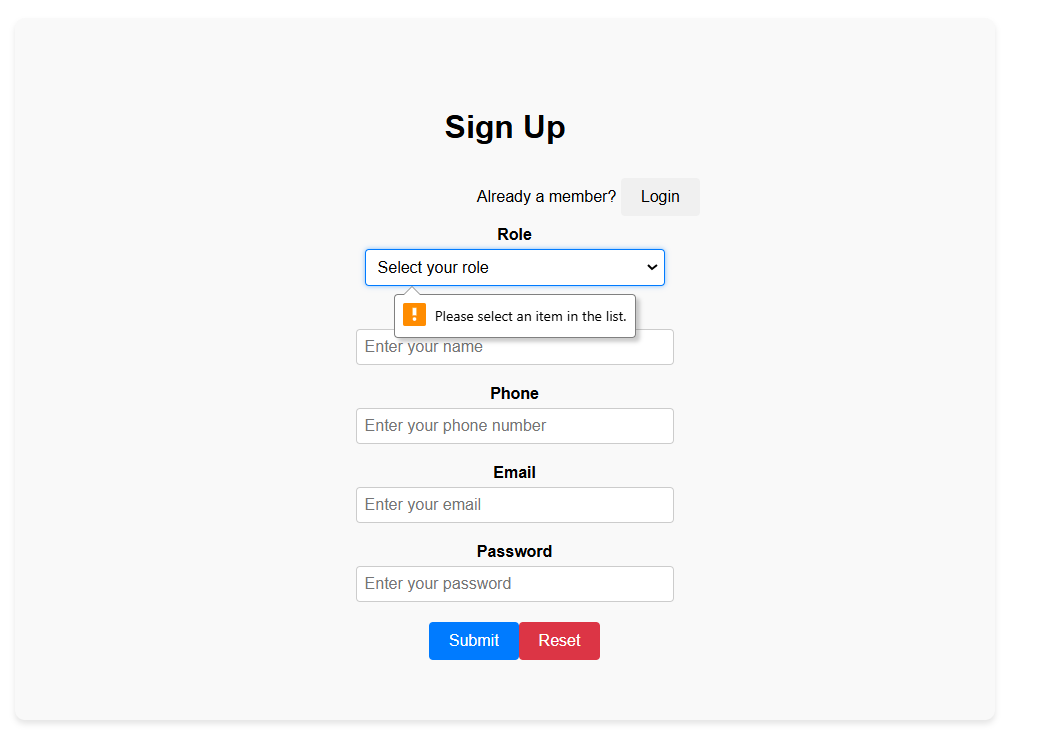 Sign Up
Already a member? Login
Role
Select your role
! Please select an item in the list.
Enter your name
Phone
Enter your phone number
Email
Enter your email
Password
Enter your password
Submit Reset